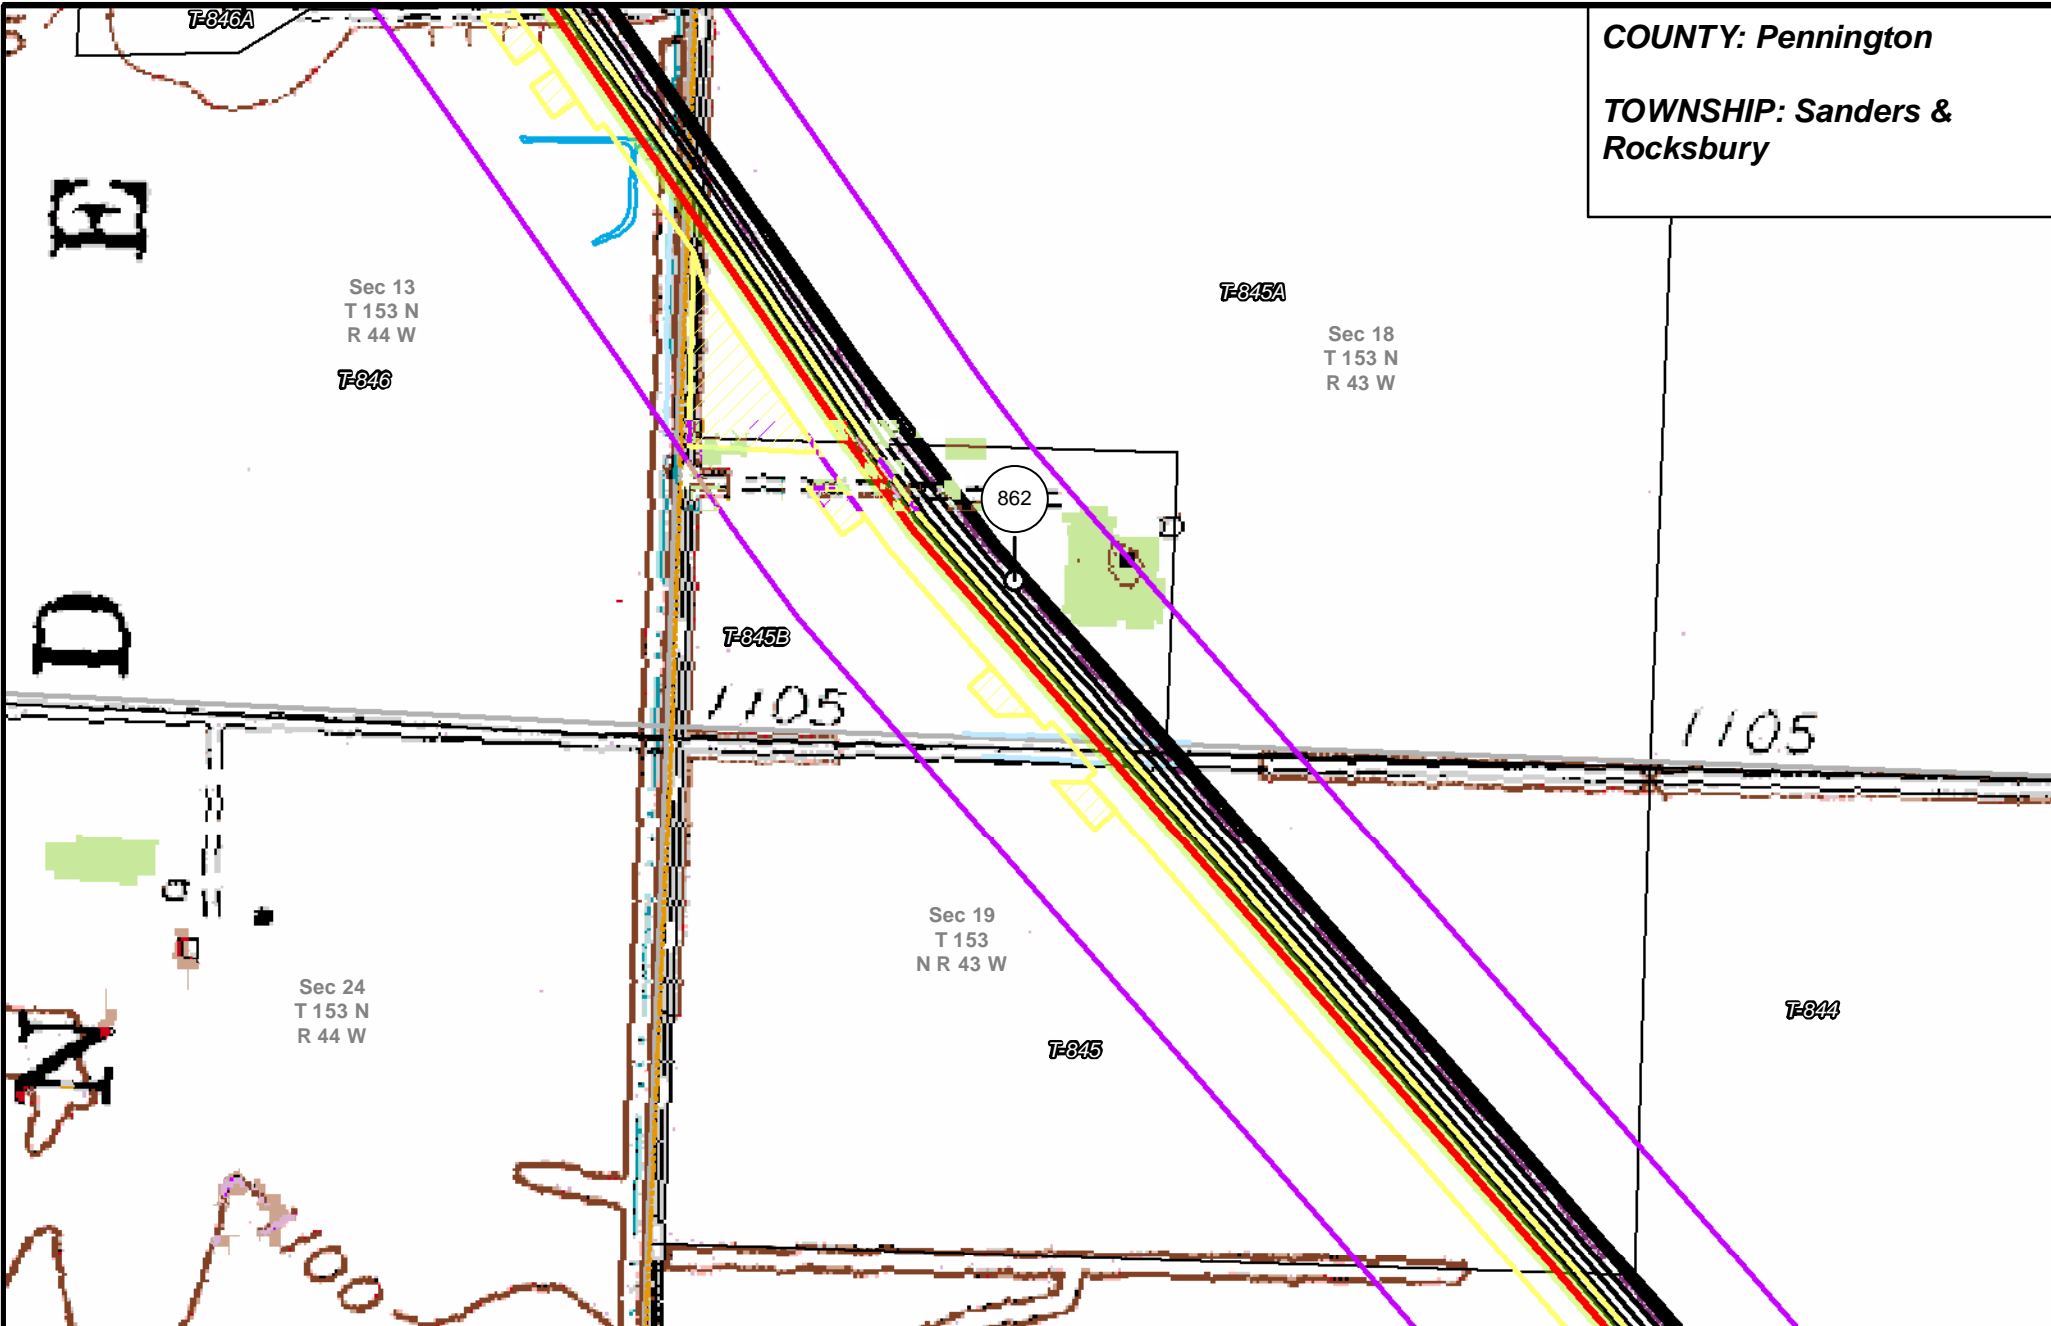 T-846A
COUNTY: Pennington
TOWNSHIP: Sanders &
Rocksbury
E
Sec 13
T 153 N
R 44 W
T-846
T-845A
Sec 18
T 153 N
R 43 W
862
D
T-845B
1105
1105
Sec 19
T 153
N R 43 W
Sec 24
T 153 N
R 44 W
N
T-845
T-844
1100